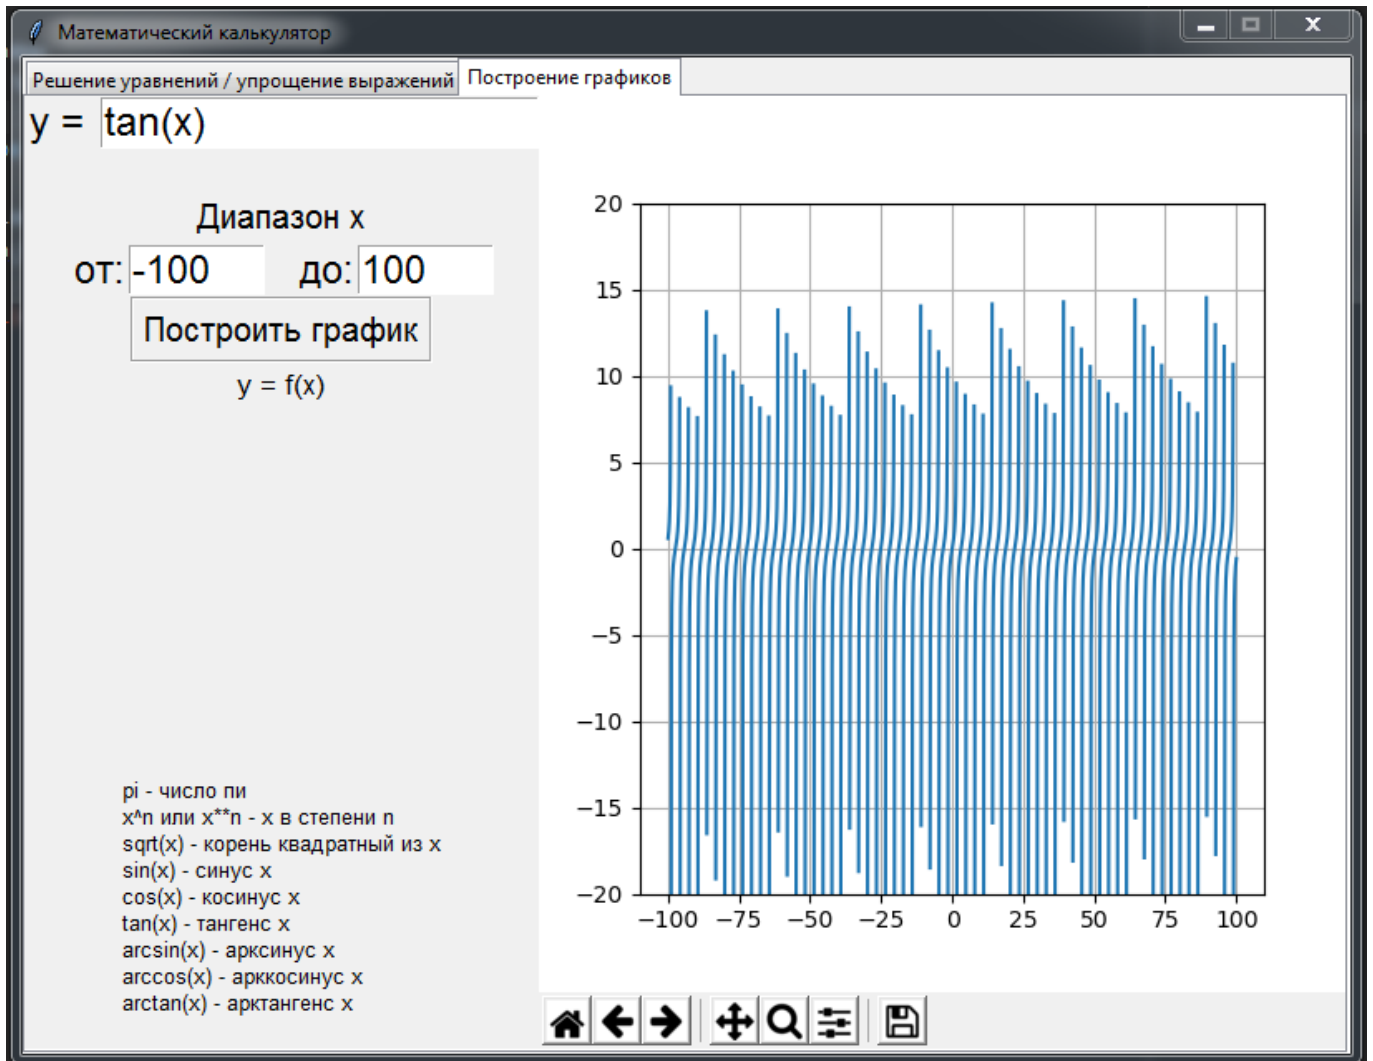 Математический калькулятор
Решение уравнений / упрощение выражений
Построение графиков
y = tan(x)
Диапазон x
от: -100 до: 100
Построить график
y = f(x)
pi - число пи
x^n или x**n - x в степени n
sqrt(x) - корень квадратный из x
sin(x) - синус x
cos(x) - косинус x
tan(x) - тангенс x
arcsin(x) - арксинус x
arccos(x) - арккосинус x
arctan(x) - арктангенс x
20
15
10
5
0
−5
−10
−15
−20
−100 −75 −50 −25 0 25 50 75 100